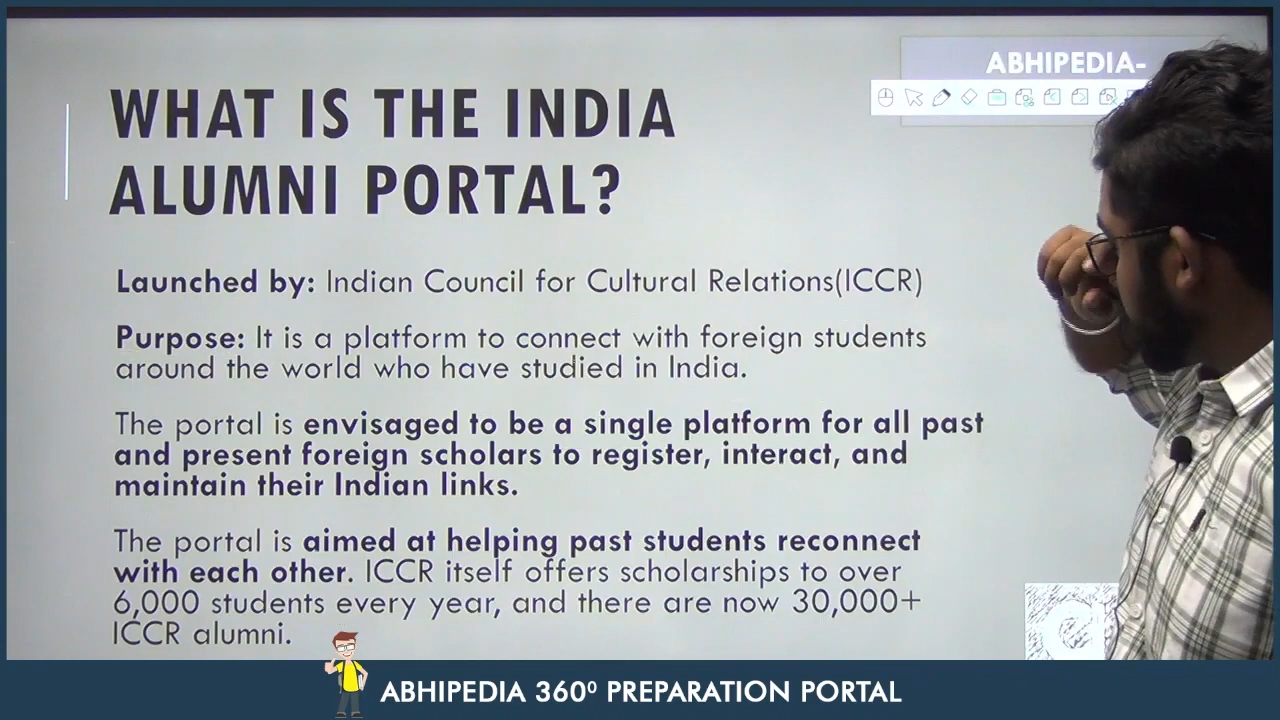 ABHIPEDIA-
WHAT IS THE INDIA
ALUMNI PORTAL?
Launched by: Indian Council for Cultural Relations(ICCR)
Purpose: It is a platform to connect with foreign students
around the world who have studied in India.
The portal is envisaged to be a single platform for all past
and present foreign scholars to register, interact, and
maintain their Indian links.
The portal is aimed at helping past students reconnect
with each other. ICCR itself offers scholarships to over
6,000 students every year, and there are now 30,000+
ICCR alumni.
ABHIPEDIA 360⁰ PREPARATION PORTAL